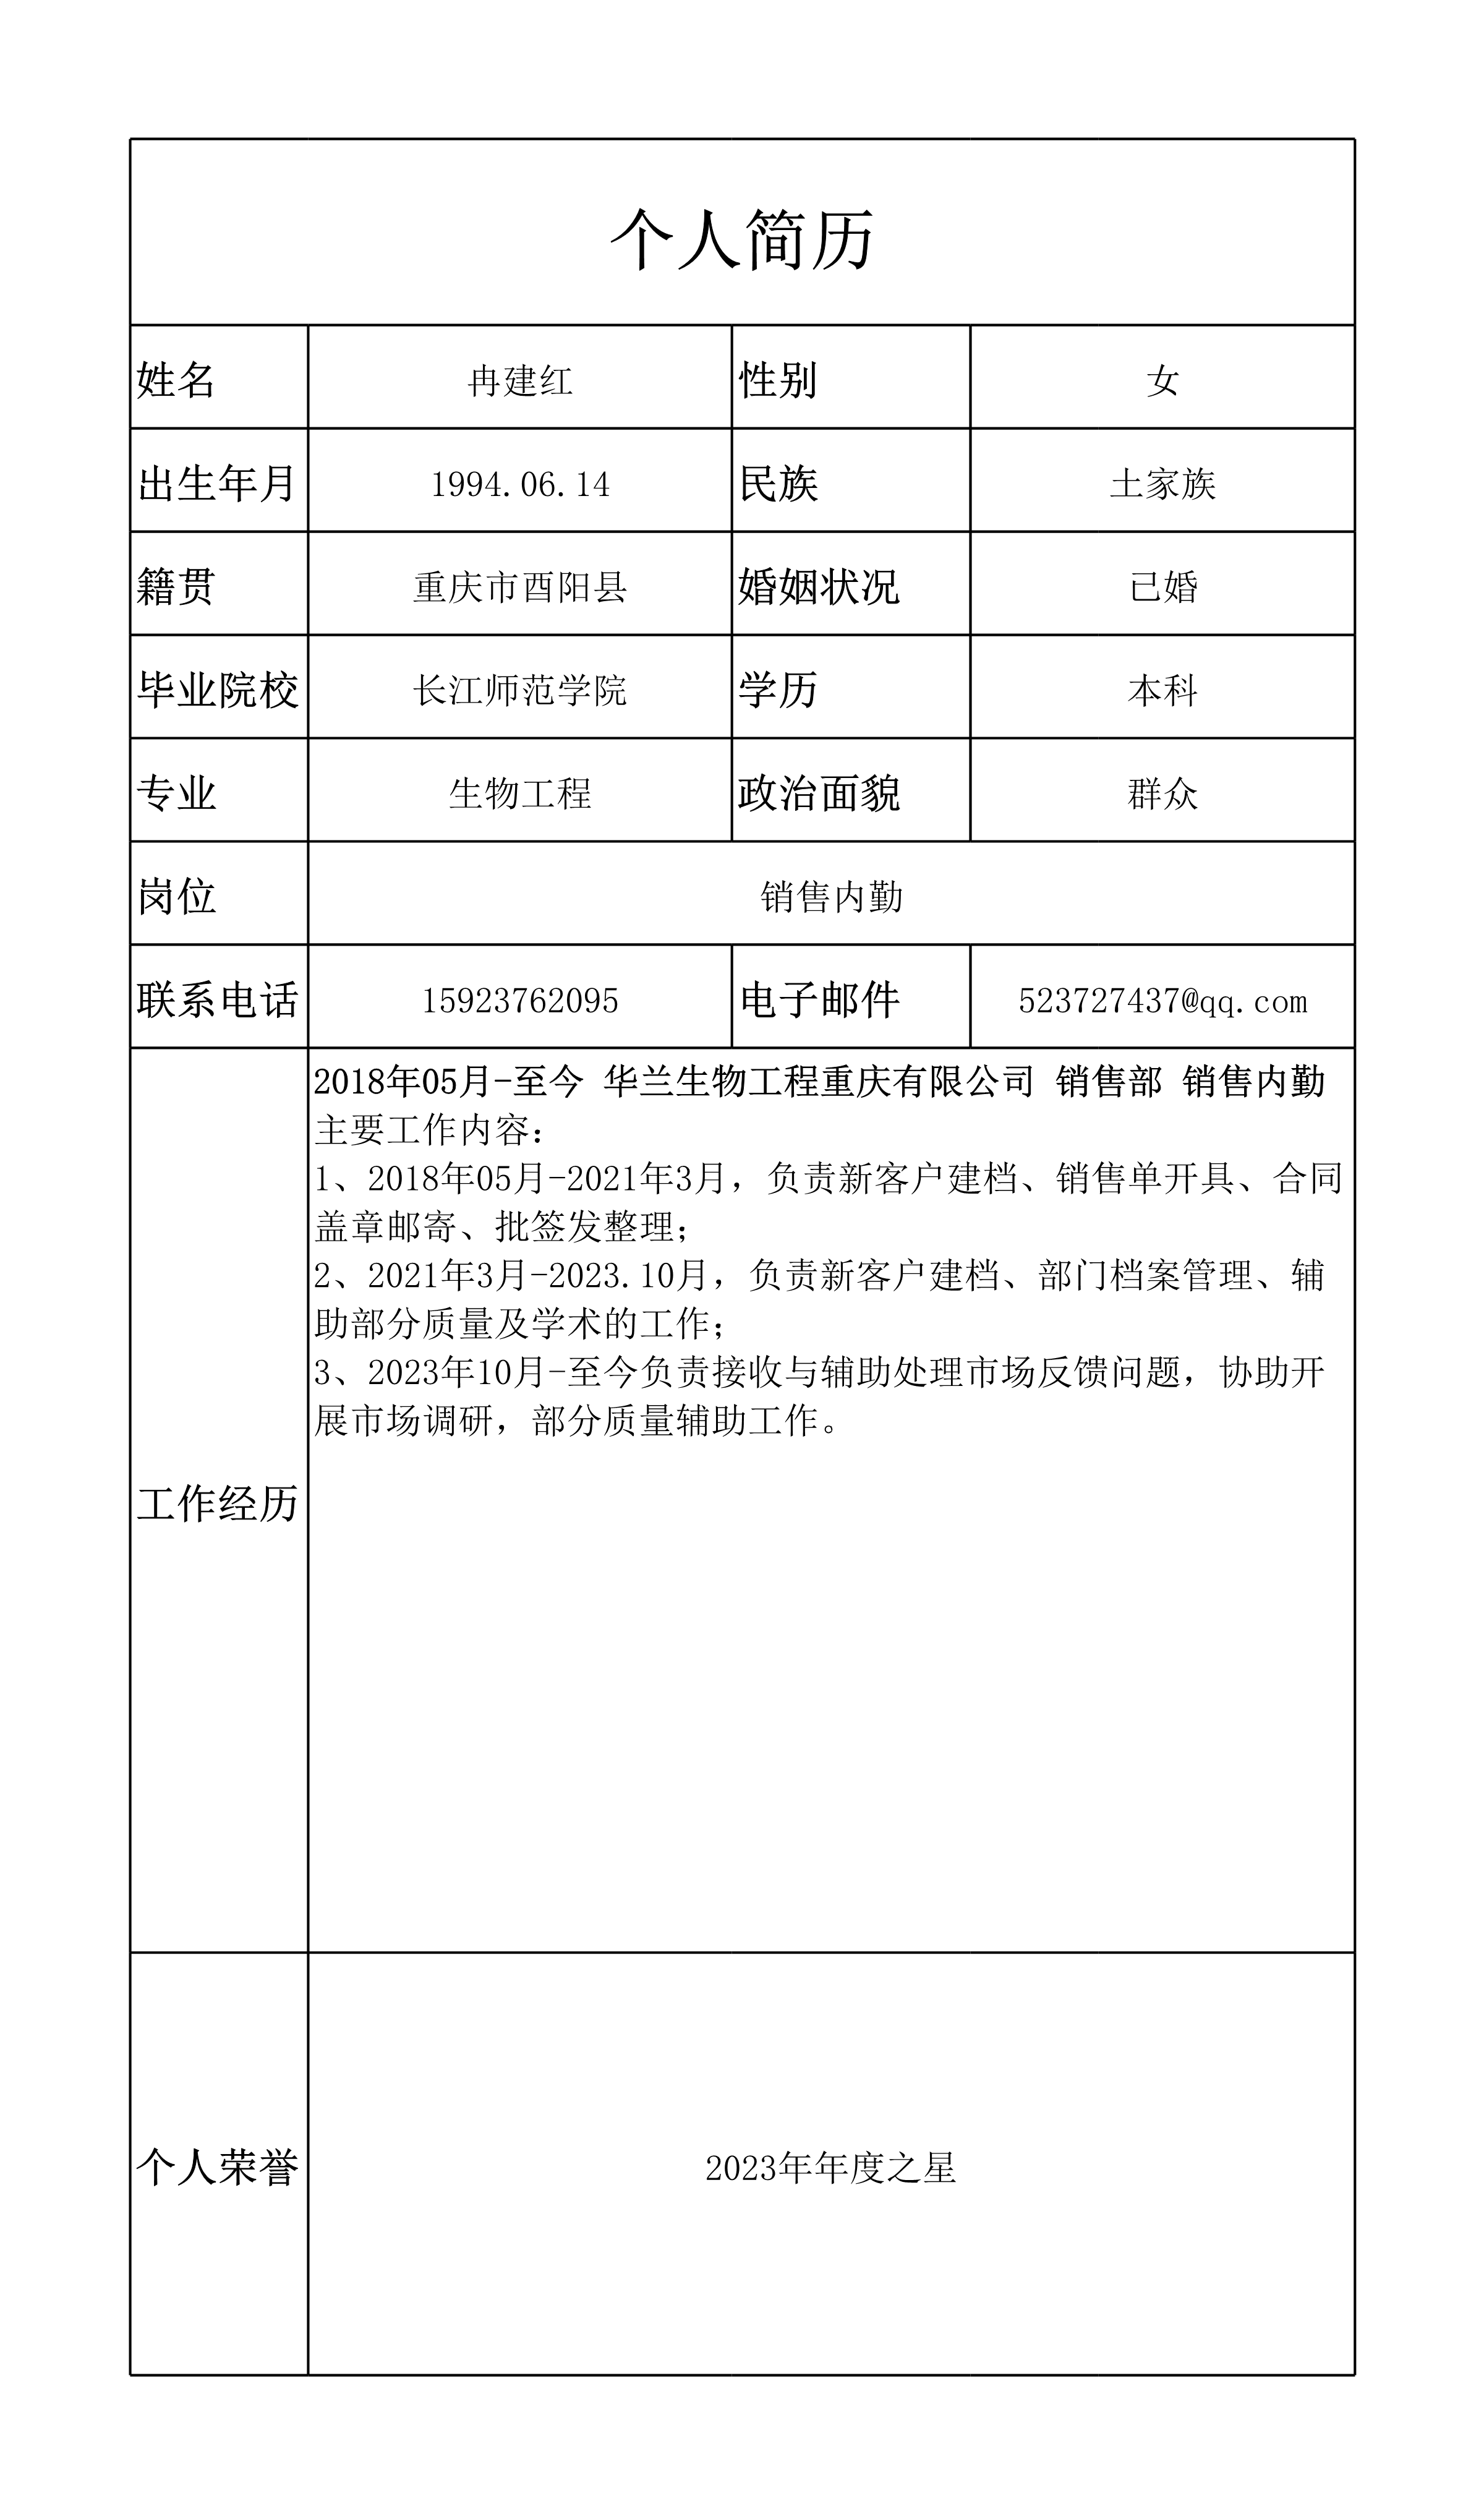 个人简历
姓名 冉建红 性别 女
出生年月 1994.06.14 民族 土家族
籍贯 重庆市酉阳县 婚姻状况 已婚
毕业院校 长江师范学院 学历 本科
专业 生物工程 政治面貌 群众
岗位 销售内勤
联系电话 15923762095 电子邮件 523727437@qq.com
工作经历
2018年05月-至今 华兰生物工程重庆有限公司 销售部 销售内勤
主要工作内容：
1、2018年05月-2021年3月，负责新客户建档、销售单开具、合同
盖章邮寄、批签发整理；
2、2021年3月-2023.10月，负责新客户建档、部门档案管理、辅
助部分质量及学术的工作；
3、2023年10月-至今负责接收与辅助处理市场反馈问题，协助开
展市场调研，部分质量辅助工作。
个人荣誉 2023年年度之星